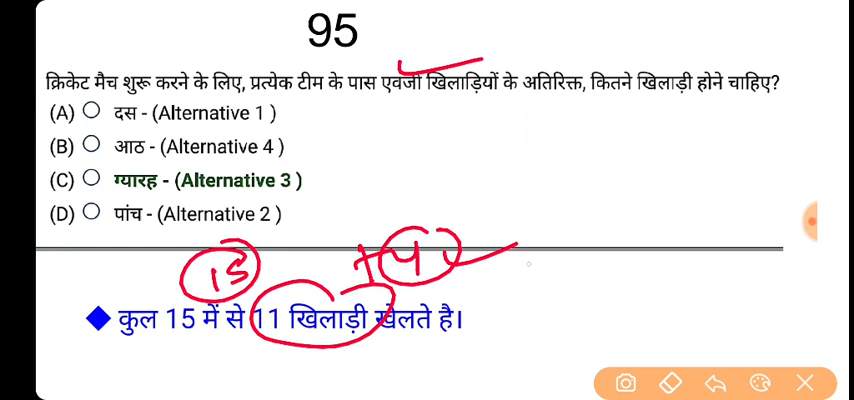 95
क्रिकेट मैच शुरू करने के लिए, प्रत्येक टीम के पास एवजी खिलाड़ियों के अतिरिक्त, कितने खिलाड़ी होने चाहिए?
(A) दस - (Alternative 1 )
(B) आठ - (Alternative 4 )
(C) ग्यारह - (Alternative 3 )
(D) पांच - (Alternative 2 )
15 +4
कुल 15 में से 11 खिलाड़ी खेलते है।